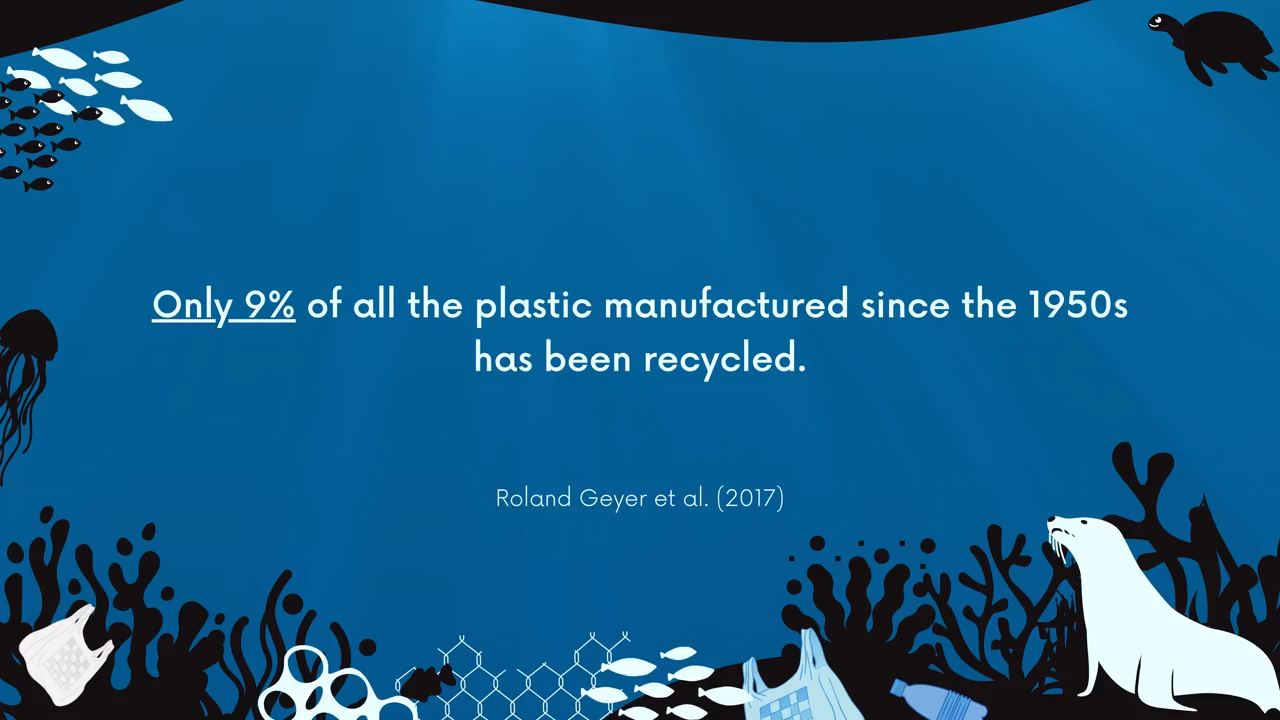 Only 9% of all the plastic manufactured since the 1950s
has been recycled.
Roland Geyer et al. (2017)